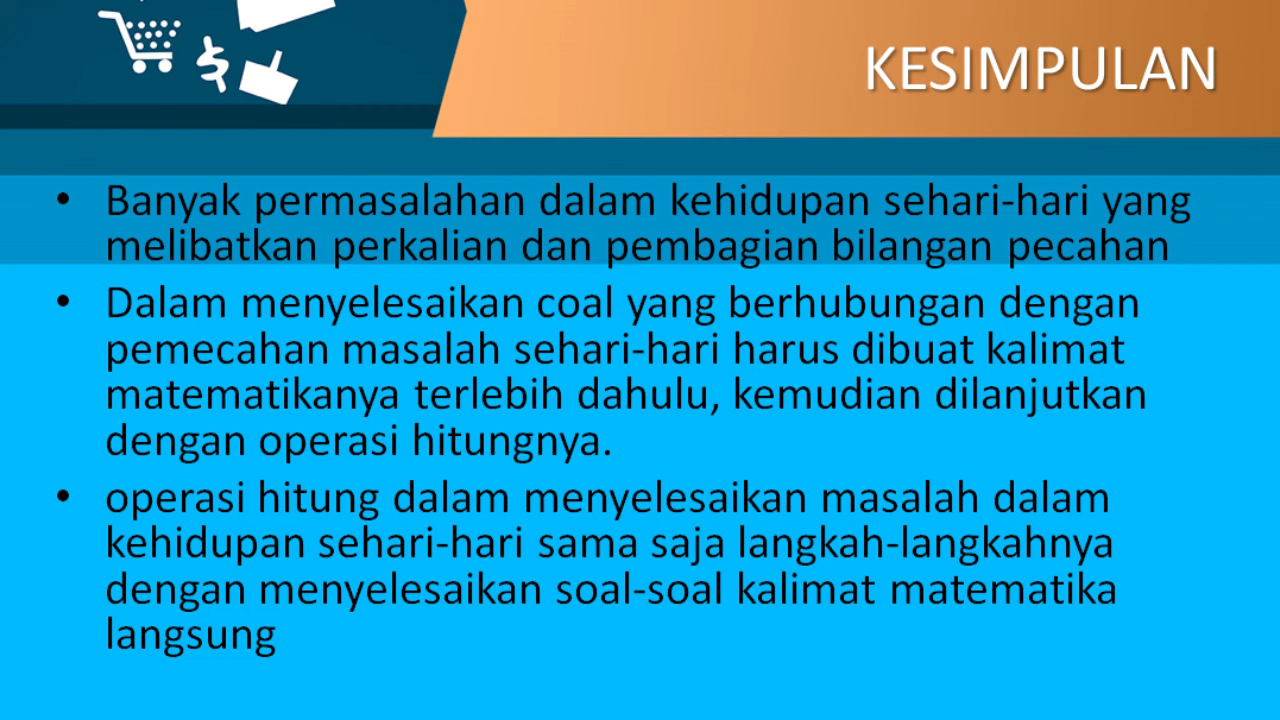 KESIMPULAN
• Banyak permasalahan dalam kehidupan sehari-hari yang
melibatkan perkalian dan pembagian bilangan pecahan
• Dalam menyelesaikan coal yang berhubungan dengan
pemecahan masalah sehari-hari harus dibuat kalimat
matematikanya terlebih dahulu, kemudian dilanjutkan
dengan operasi hitungnya.
• operasi hitung dalam menyelesaikan masalah dalam
kehidupan sehari-hari sama saja langkah-langkahnya
dengan menyelesaikan soal-soal kalimat matematika
langsung